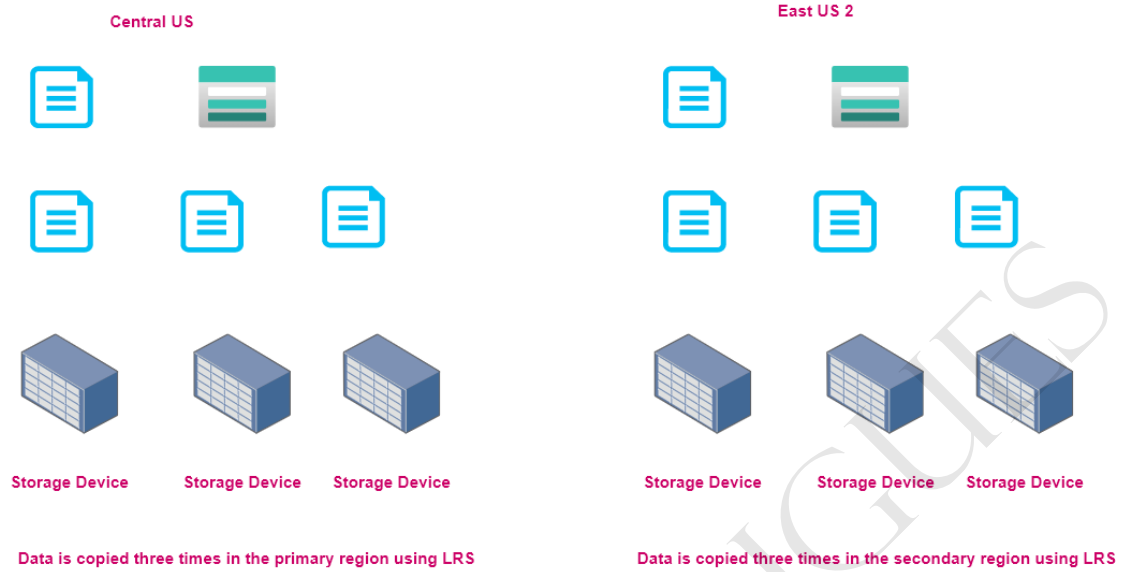 Central US
East US 2
Storage Device
Storage Device
Storage Device
Storage Device
Storage Device
Storage Device
Data is copied three times in the primary region using LRS
Data is copied three times in the secondary region using LRS